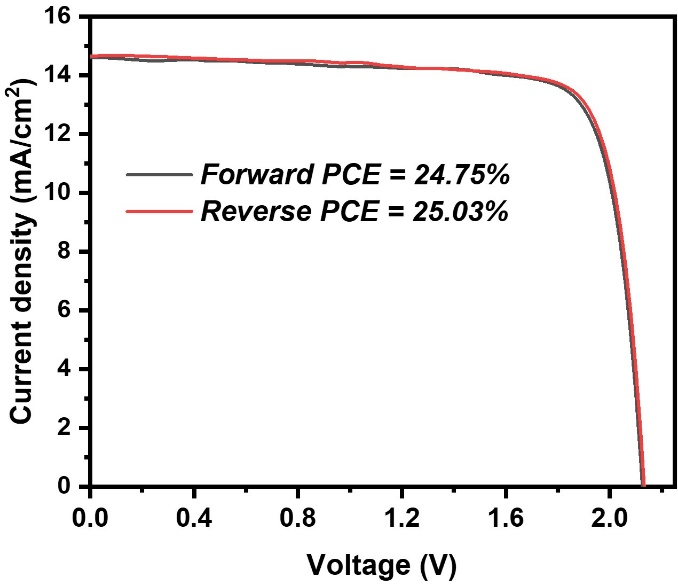 16
14
12
10
8
6
4
2
0
Current density (mA/cm²)
Forward PCE = 24.75%
Reverse PCE = 25.03%
0.0 0.4 0.8 1.2 1.6 2.0
Voltage (V)